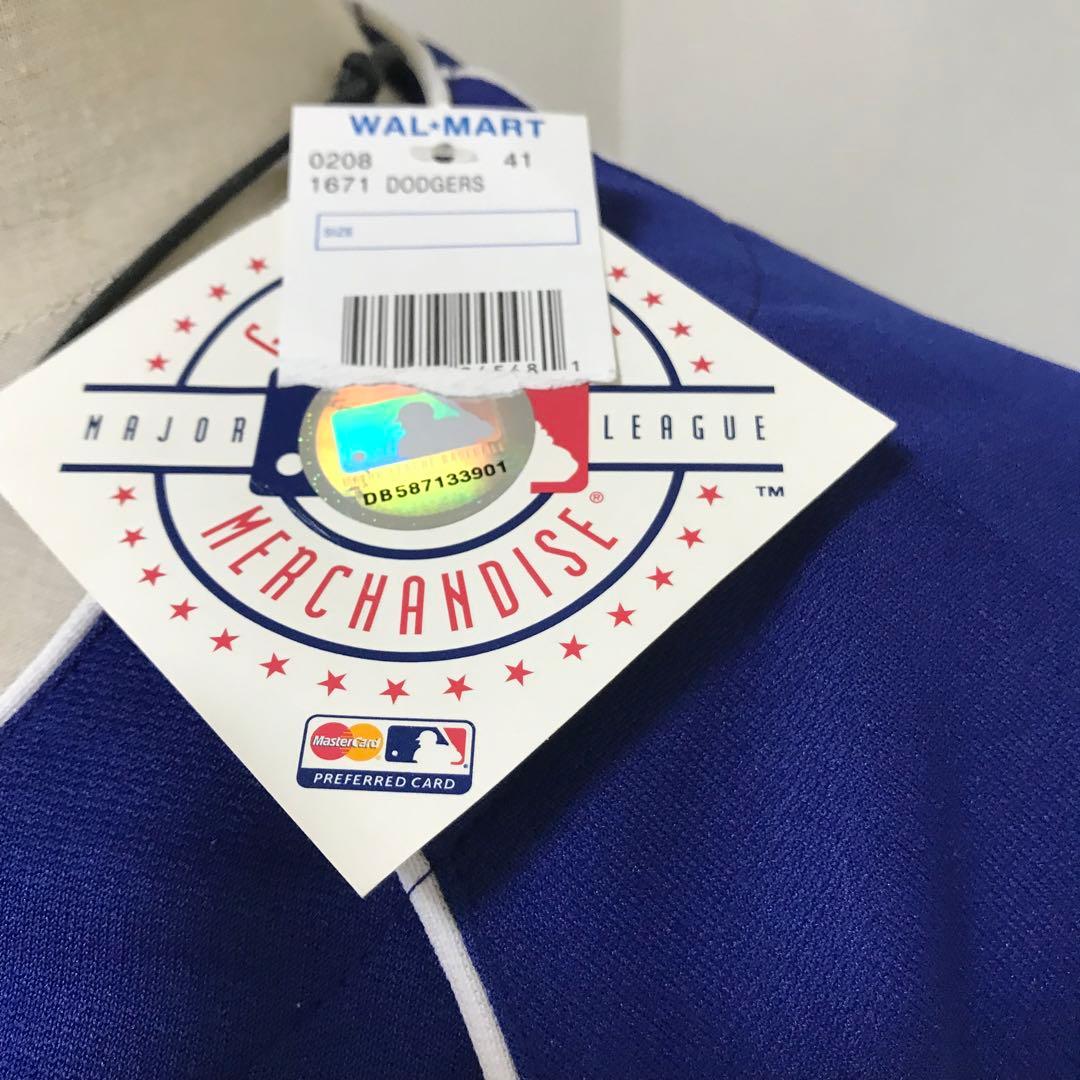 WAL★MART
0208 41
1671 DODGERS
SIZE
MAJOR LEAGUE
DB587133901
MERCHANDISE®
TM
MasterCard
PREFERRED CARD